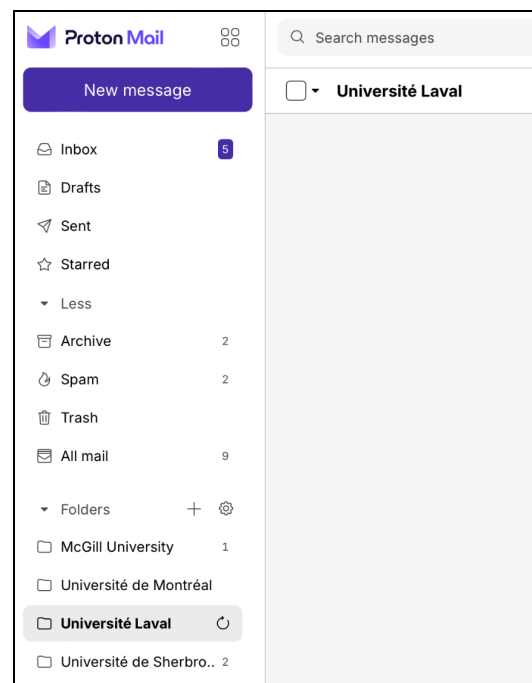 Proton Mail
Search messages
New message
Université Laval
Inbox 5
Drafts
Sent
Starred
Less
Archive 2
Spam 2
Trash
All mail 9
Folders
McGill University 1
Université de Montréal
Université Laval
Université de Sherbro.. 2